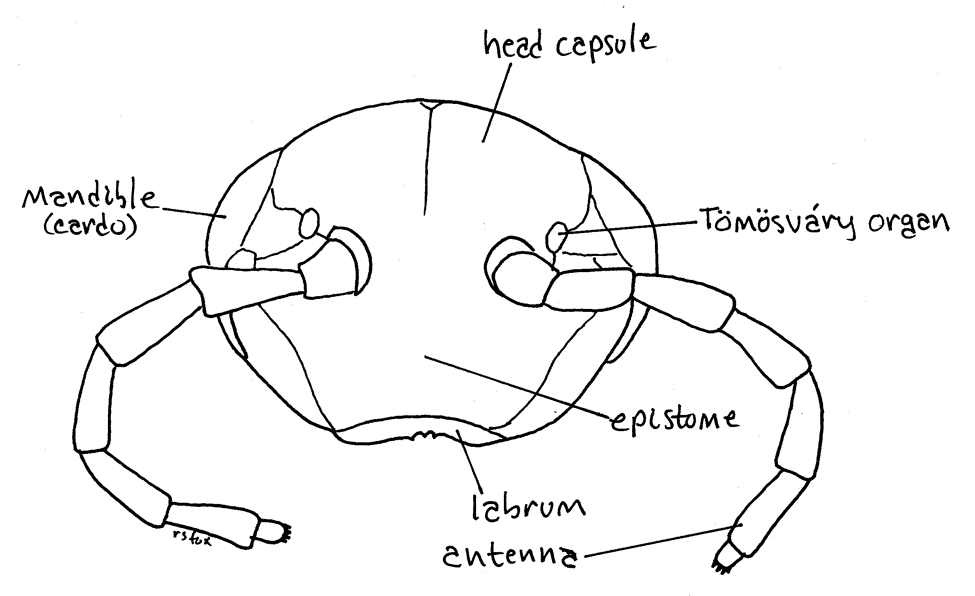 head capsule
Mandible
(cardo)
Tömösváry organ
epistome
labrum
antenna
rsfox